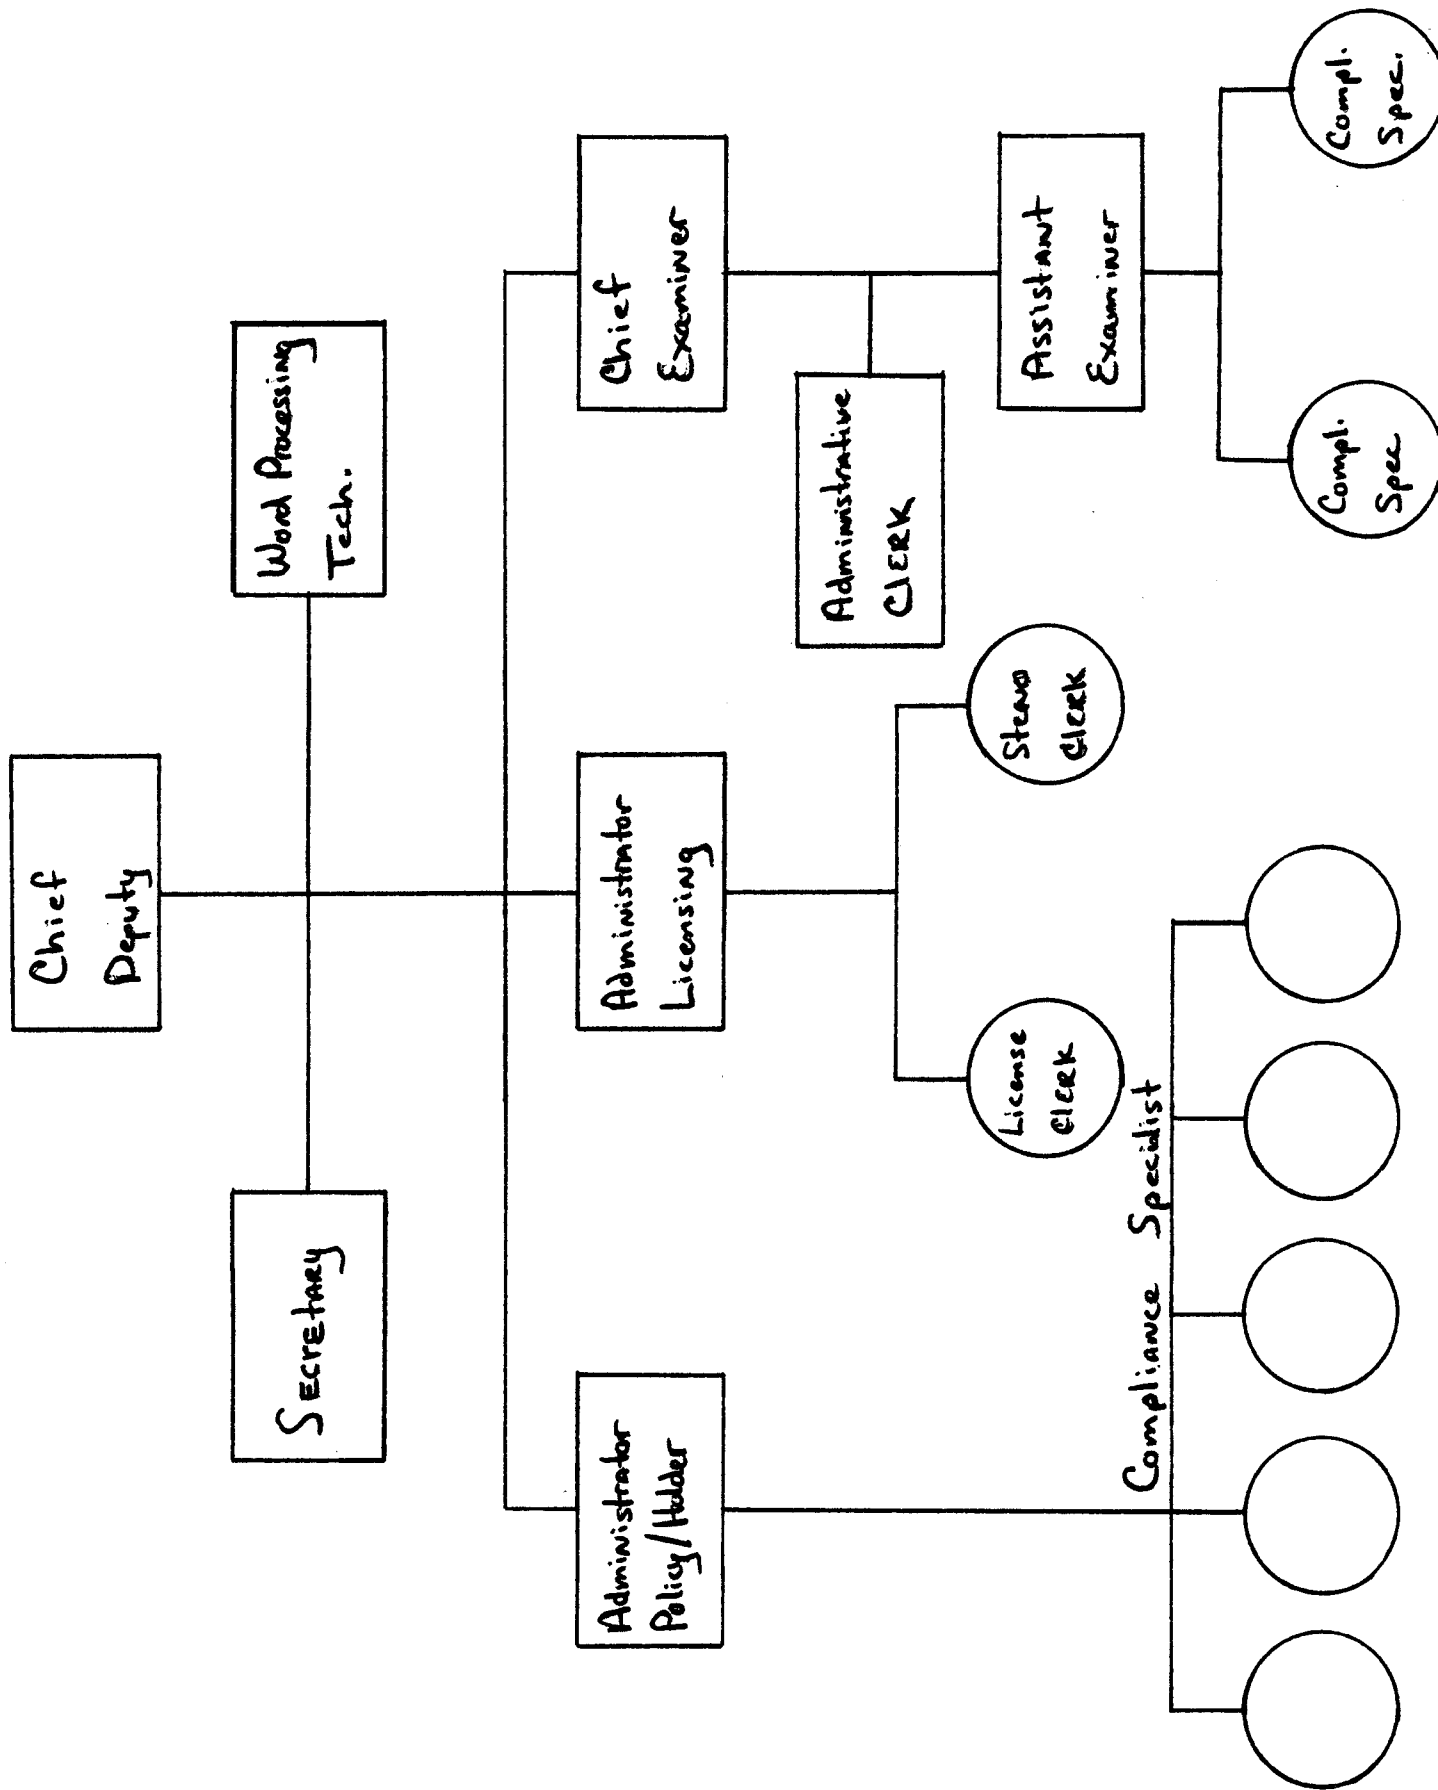 Chief
Deputy
Secretary
Word Processing
Tech.
Administrator
Policy/Holder
Administrator
Licensing
Chief
Examiner
Administrative
Clerk
License
Clerk
Steno
Clerk
Assistant
Examiner
Compliance Specialist
Compl.
Spec
Compl.
Spec.